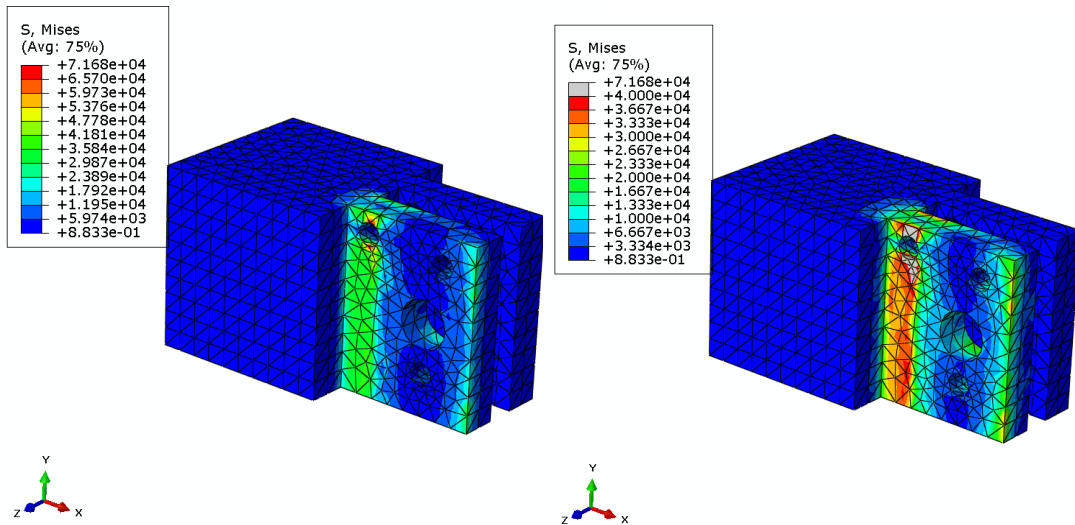 S, Mises
(Avg: 75%)
+7.168e+04
+6.570e+04
+5.973e+04
+5.376e+04
+4.778e+04
+4.181e+04
+3.584e+04
+2.987e+04
+2.389e+04
+1.792e+04
+1.195e+04
+5.974e+03
+8.833e-01
Y
Z
X
S, Mises
(Avg: 75%)
+7.168e+04
+4.000e+04
+3.667e+04
+3.333e+04
+3.000e+04
+2.667e+04
+2.333e+04
+2.000e+04
+1.667e+04
+1.333e+04
+1.000e+04
+6.667e+03
+3.334e+03
+8.833e-01
Y
Z
X